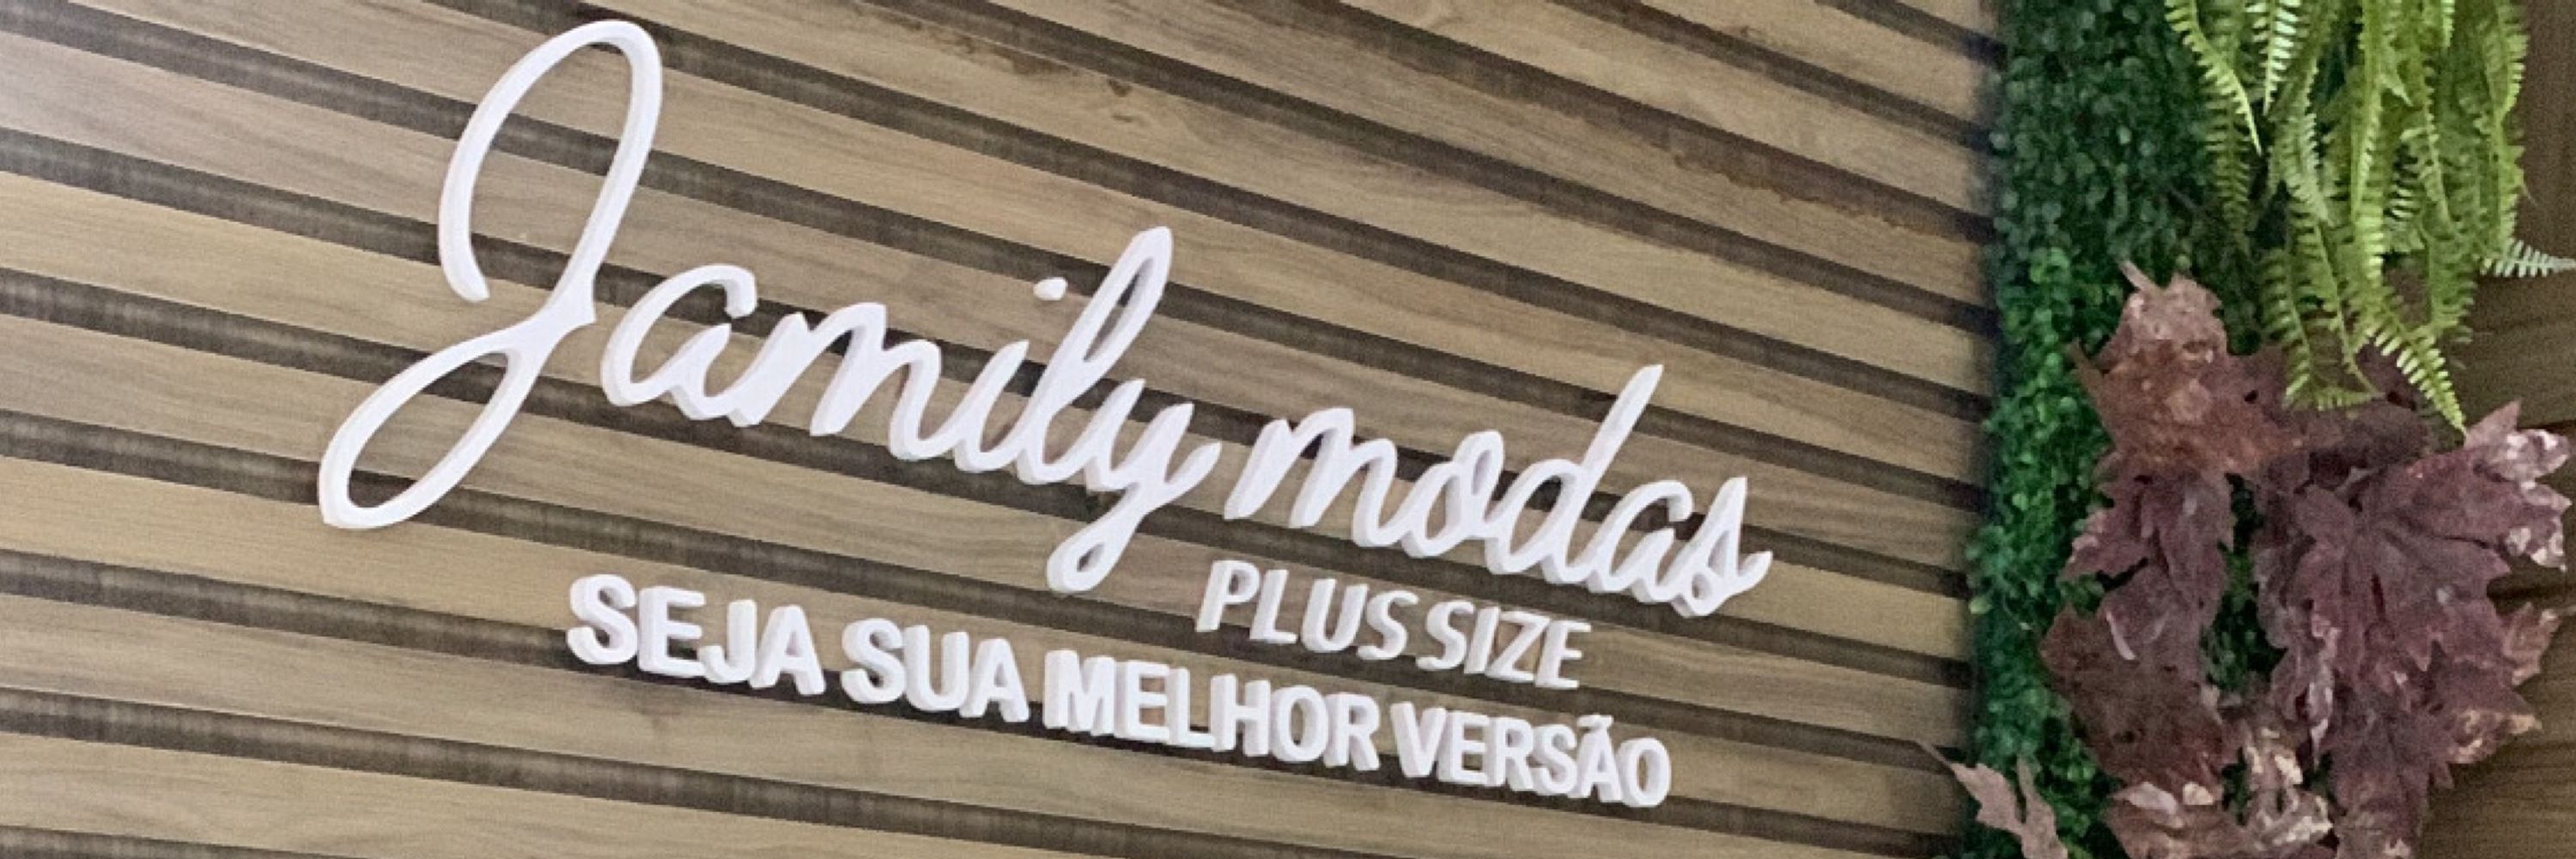 Jamily modas
PLUS SIZE
SEJA SUA MELHOR VERSÃO